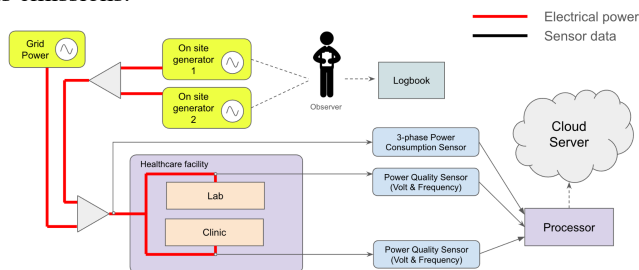 Electrical power
Sensor data
Grid
Power
On site
generator
1
On site
generator
2
Observer
Logbook
Cloud
Server
3-phase Power
Consumption Sensor
Healthcare facility
Power Quality Sensor
(Volt & Frequency)
Lab
Clinic
Processor
Power Quality Sensor
(Volt & Frequency)